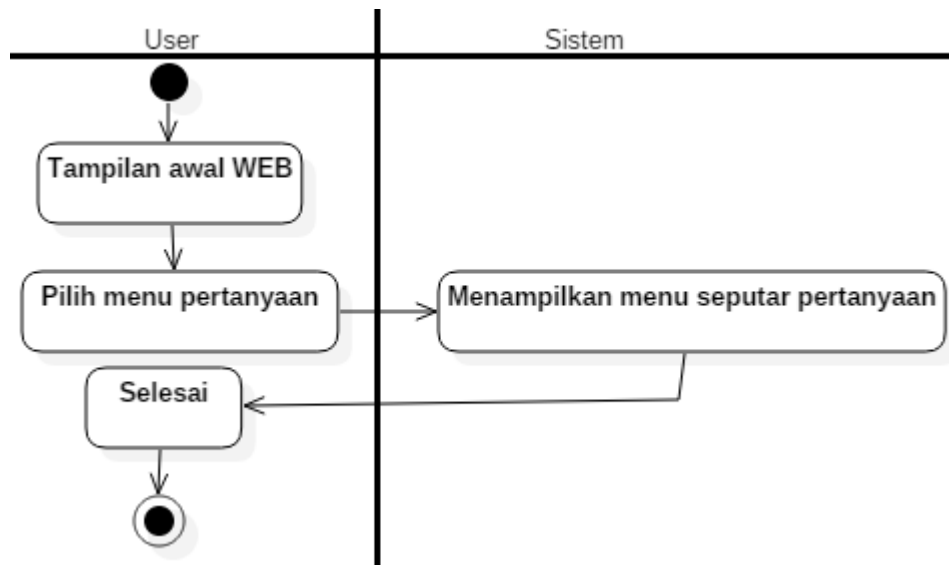 User
Sistem
Tampilan awal WEB
Pilih menu pertanyaan
Menampilkan menu seputar pertanyaan
Selesai